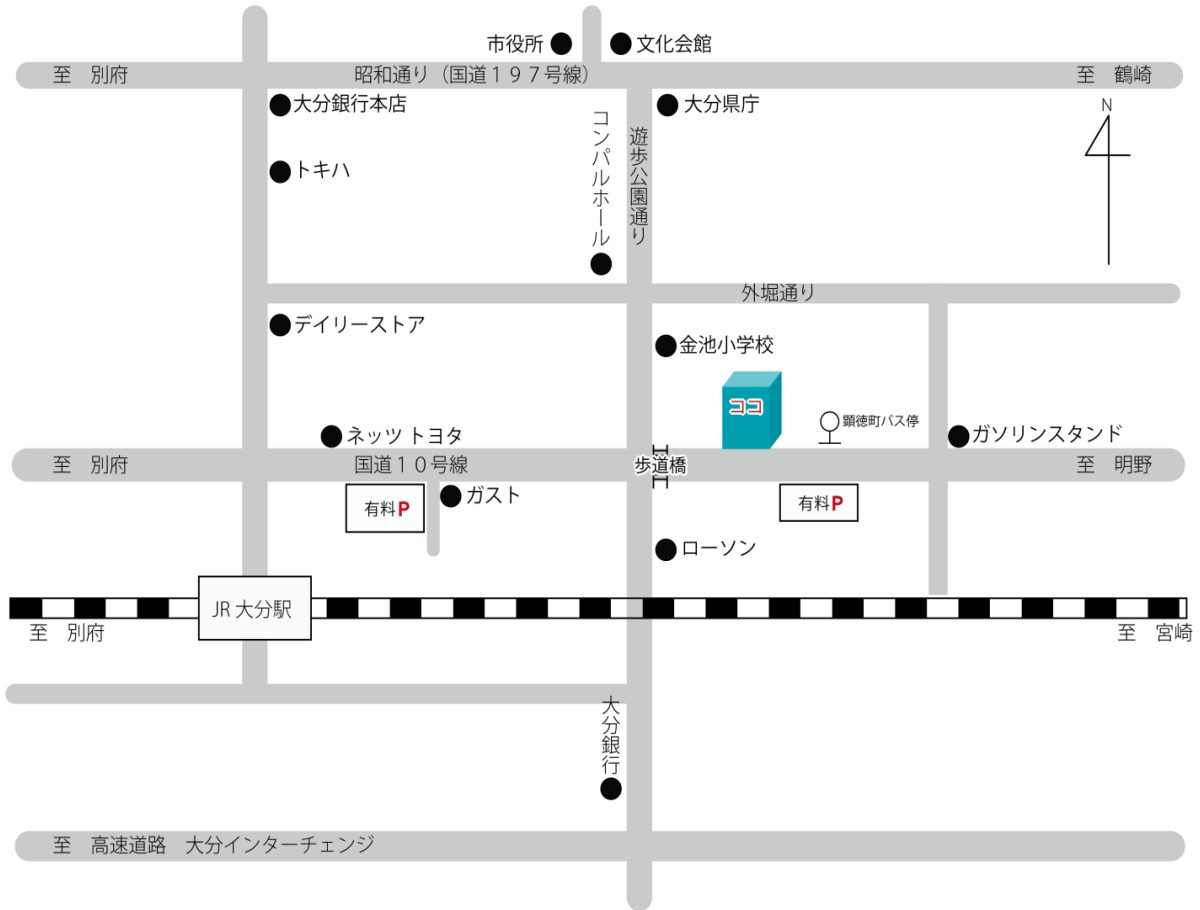 市役所
文化会館
至　別府
昭和通り（国道１９７号線）
至　鶴崎
大分銀行本店
大分県庁
N
コンパルホール
遊歩公園通り
トキハ
外堀通り
デイリーストア
金池小学校
ココ
顕徳町バス停
ネッツ トヨタ
ガソリンスタンド
至　別府
国道１０号線
歩道橋
至　明野
有料P
ガスト
有料P
ローソン
JR 大分駅
至　別府
至　宮崎
大分銀行
至　高速道路　大分インターチェンジ